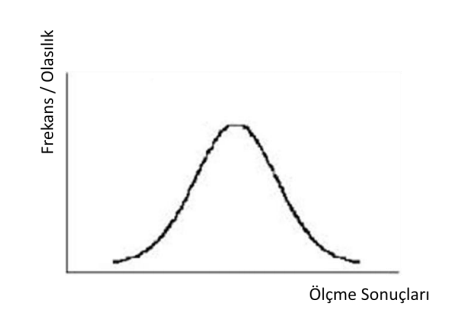 Frekans / Olasılık
Ölçme Sonuçları